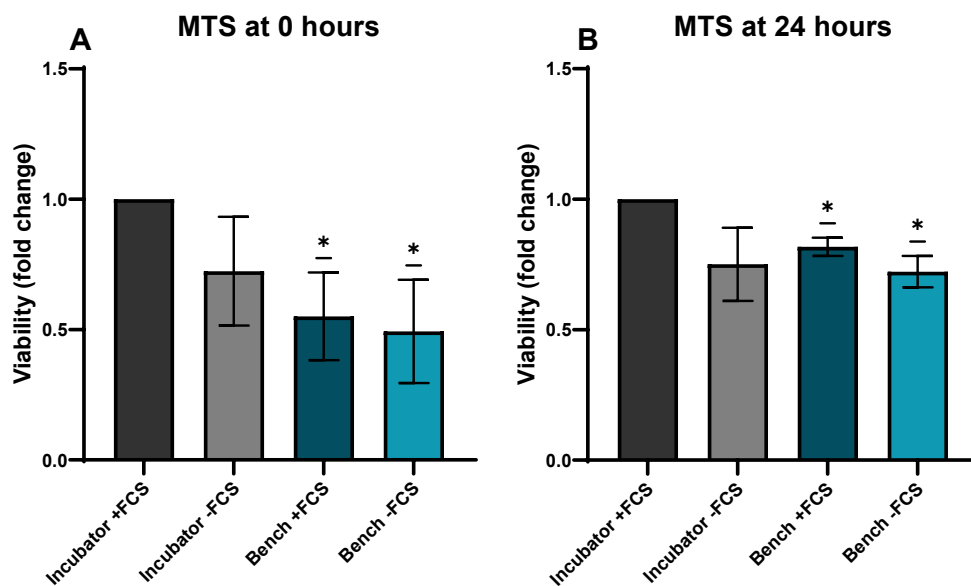 A
MTS at 0 hours
Viability (fold change)
1.5
1.0
0.5
0.0
*
*
Incubator +FCS
Incubator -FCS
Bench +FCS
Bench -FCS
B
MTS at 24 hours
Viability (fold change)
1.5
1.0
0.5
0.0
*
*
Incubator +FCS
Incubator -FCS
Bench +FCS
Bench -FCS